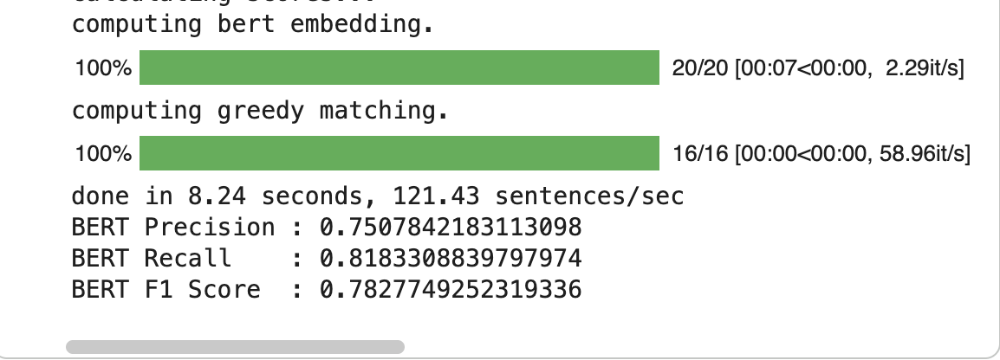 calculating scores...
computing bert embedding.
100% 20/20 [00:07<00:00, 2.29it/s]
computing greedy matching.
100% 16/16 [00:00<00:00, 58.96it/s]
done in 8.24 seconds, 121.43 sentences/sec
BERT Precision : 0.7507842183113098
BERT Recall    : 0.8183308839797974
BERT F1 Score  : 0.7827749252319336